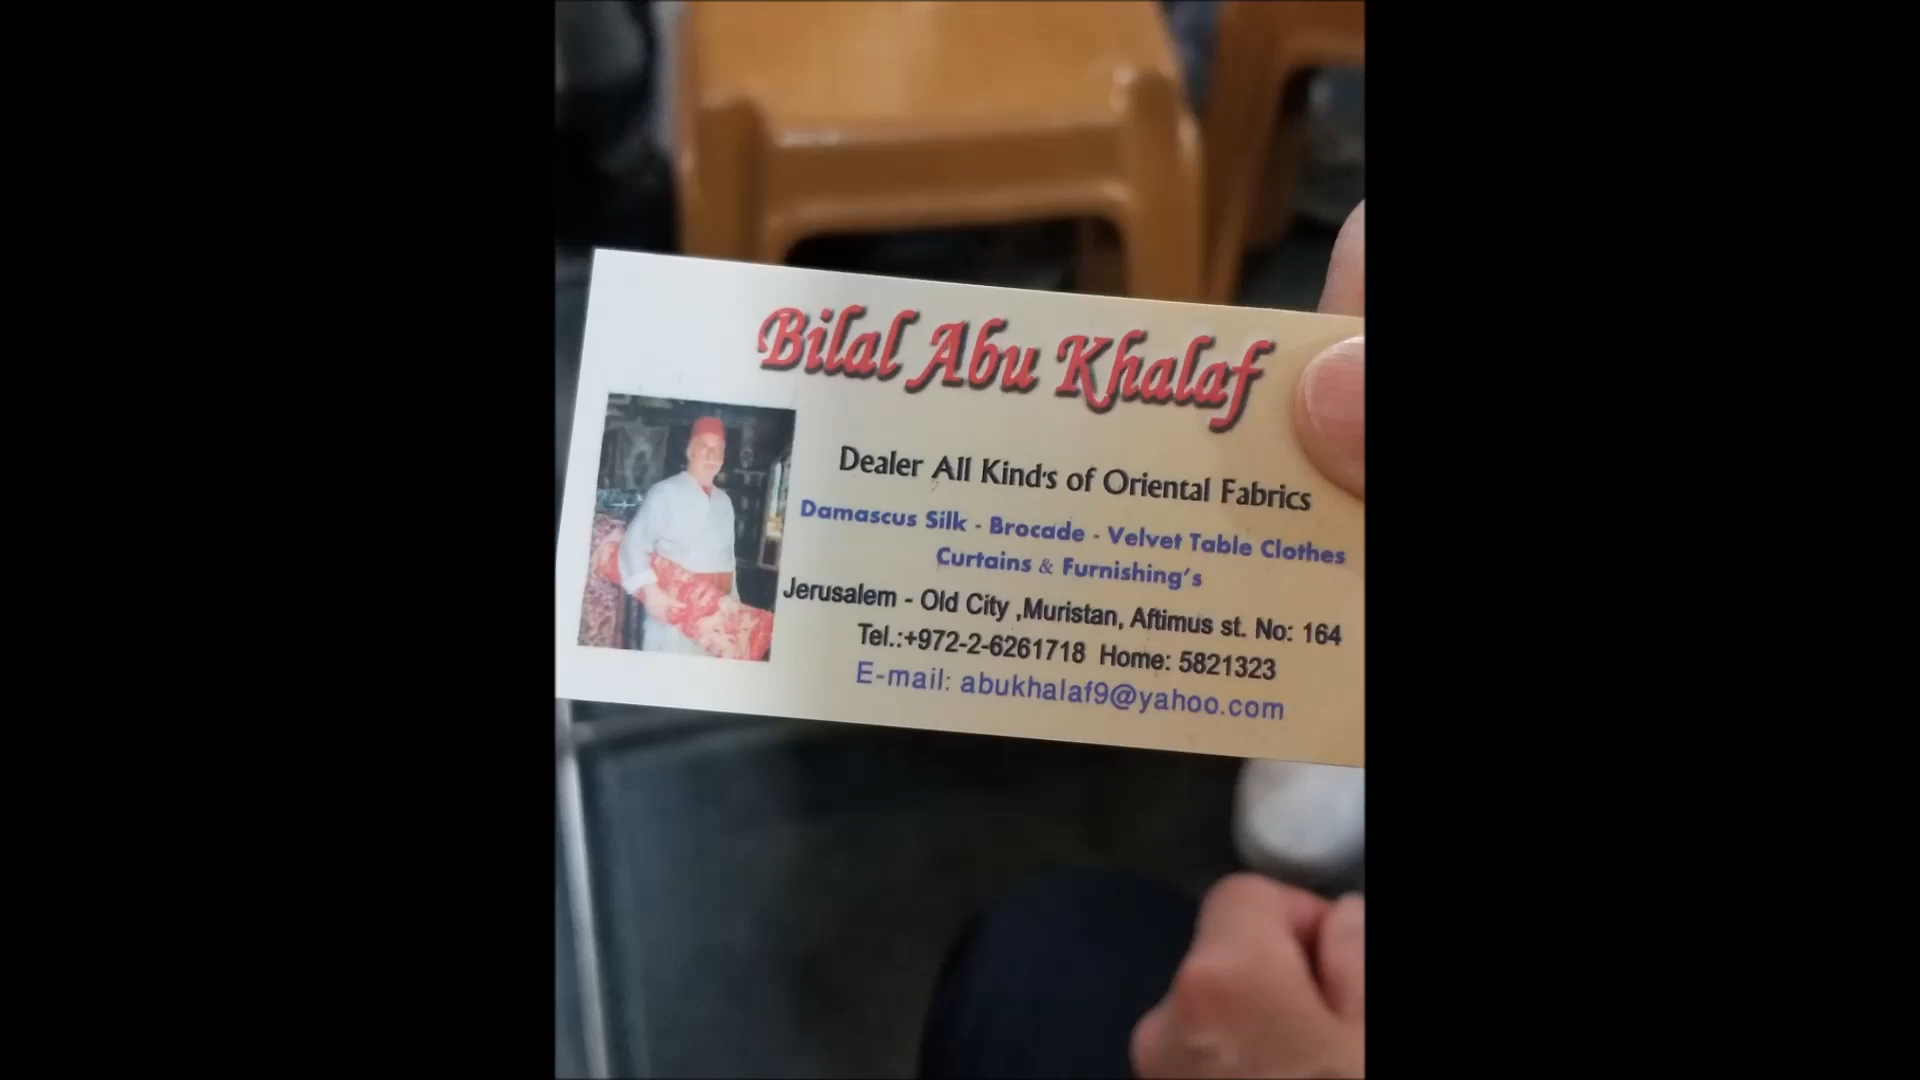 Bilal Abu Khalaf
Dealer All Kind's of Oriental Fabrics
Damascus Silk - Brocade - Velvet Table Clothes
Curtains & Furnishing's
Jerusalem - Old City ,Muristan, Aftimus st. No: 164
Tel.:+972-2-6261718 Home: 5821323
E-mail: abukhalaf9@yahoo.com